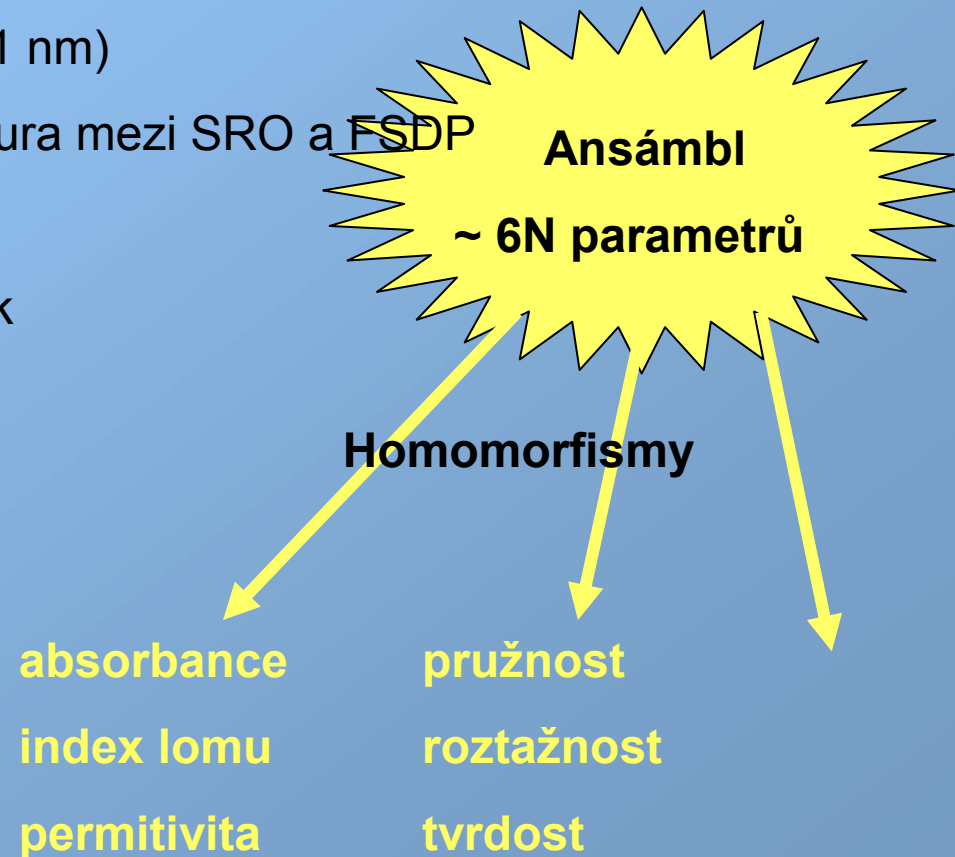 1 nm)
ura mezi SRO a FSDP
k
Ansámbl
~ 6N parametrů
Homomorfismy
absorbance
index lomu
permitivita
pružnost
roztažnost
tvrdost